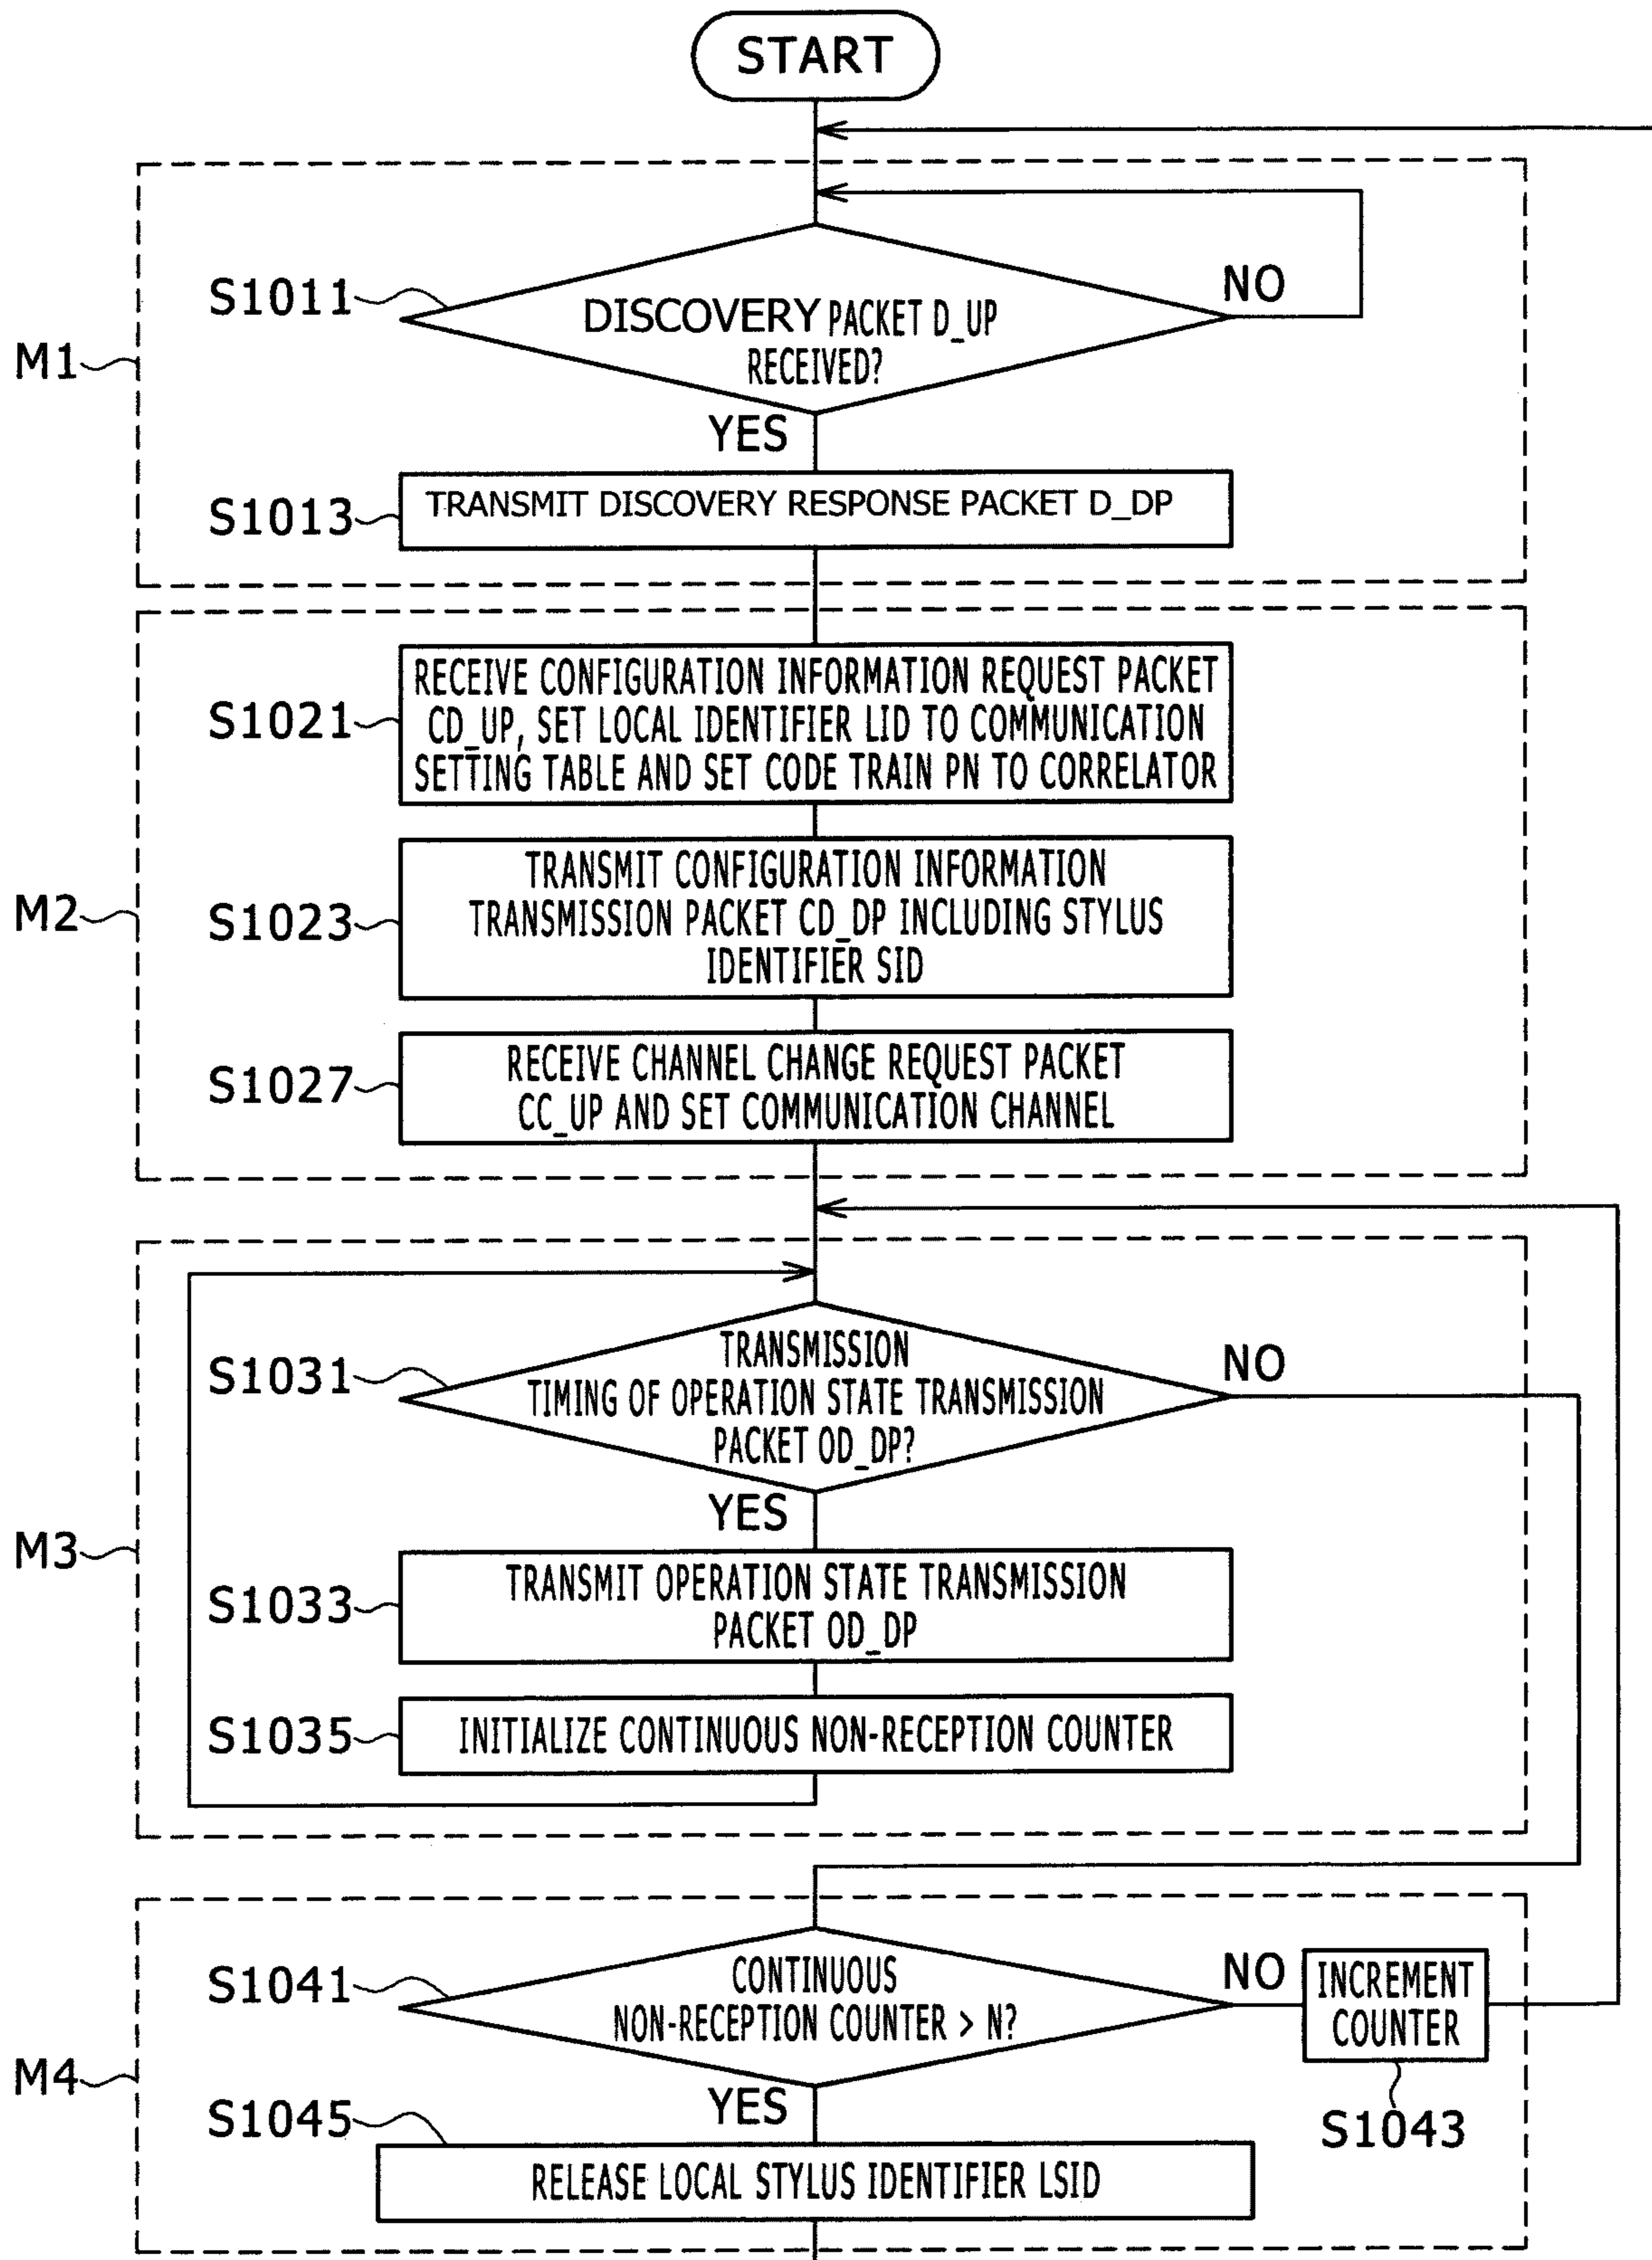 START
S1011
DISCOVERY PACKET D_UP
RECEIVED?
NO
M1
YES
S1013
TRANSMIT DISCOVERY RESPONSE PACKET D_DP
M2
S1021
RECEIVE CONFIGURATION INFORMATION REQUEST PACKET
CD_UP, SET LOCAL IDENTIFIER LID TO COMMUNICATION
SETTING TABLE AND SET CODE TRAIN PN TO CORRELATOR
S1023
TRANSMIT CONFIGURATION INFORMATION
TRANSMISSION PACKET CD_DP INCLUDING STYLUS
IDENTIFIER SID
S1027
RECEIVE CHANNEL CHANGE REQUEST PACKET
CC_UP AND SET COMMUNICATION CHANNEL
M3
S1031
TRANSMISSION
TIMING OF OPERATION STATE TRANSMISSION
PACKET OD_DP?
NO
YES
S1033
TRANSMIT OPERATION STATE TRANSMISSION
PACKET OD_DP
S1035
INITIALIZE CONTINUOUS NON-RECEPTION COUNTER
M4
S1041
CONTINUOUS
NON-RECEPTION COUNTER > N?
NO
INCREMENT
COUNTER
S1043
YES
S1045
RELEASE LOCAL STYLUS IDENTIFIER LSID